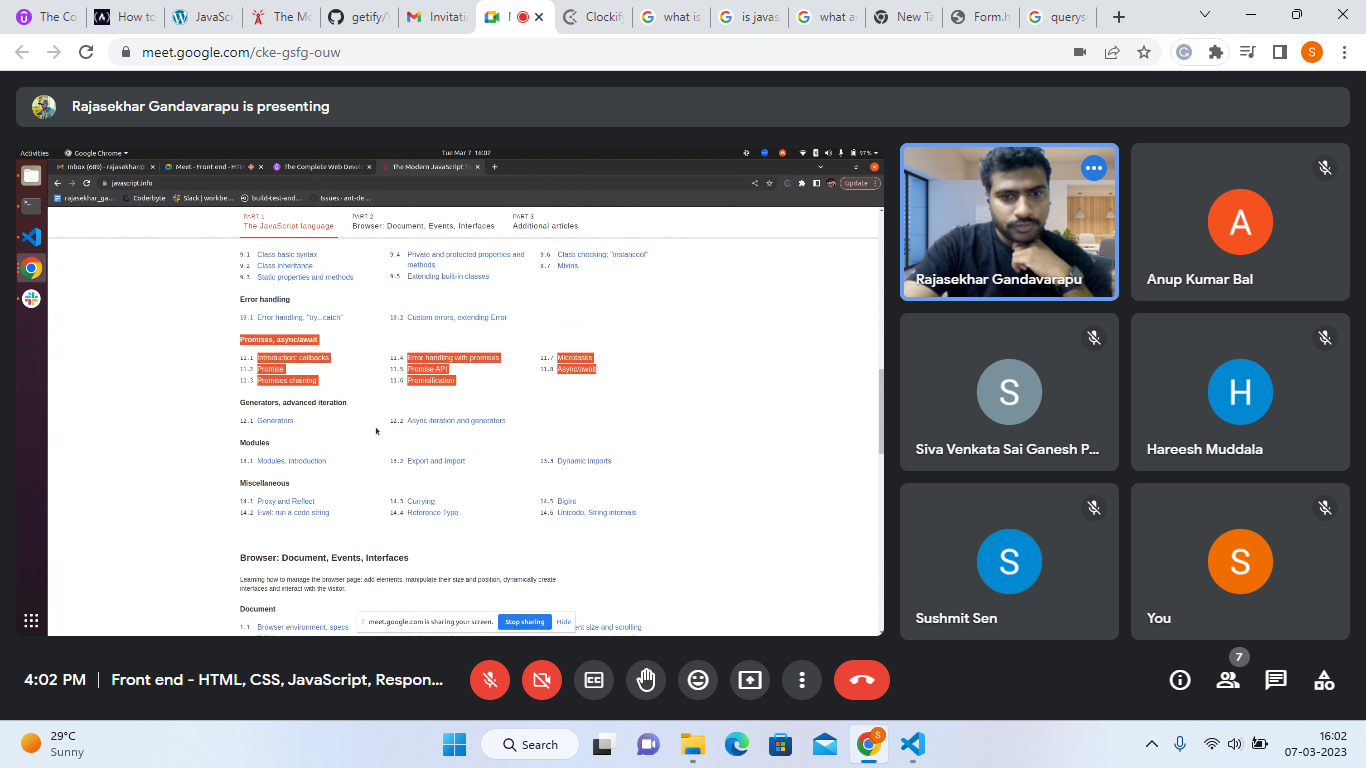 The Co
How to
JavaScr
The Mo
getify/Y
Invitatio
Clockify
what is
is javas
what ar
New Ta
Form.h
querys
meet.google.com/cke-gsfg-ouw
S
Rajasekhar Gandavarapu is presenting
Activities
Google Chrome
Tue Mar 7 16:02
97%
Inbox (689) - rajasekhar@
Meet - Front end - HTM
The Complete Web Develo
The Modern JavaScript T
javascript.info
Update
rajasekhar_ga...
Coderbyte
Slack | workbe...
build-test-and...
Issues · ant-de...
PART 1
The JavaScript language
PART 2
Browser: Document, Events, Interfaces
PART 3
Additional articles
9.1 Class basic syntax
9.2 Class inheritance
9.3 Static properties and methods
9.4 Private and protected properties and
methods
9.5 Extending built-in classes
9.6 Class checking: "instanceof"
9.7 Mixins
Error handling
10.1 Error handling, "try...catch"
10.2 Custom errors, extending Error
Promises, async/await
11.1 Introduction: callbacks
11.2 Promise
11.3 Promises chaining
11.4 Error handling with promises
11.5 Promise API
11.6 Promisification
11.7 Microtasks
11.8 Async/await
Generators, advanced iteration
12.1 Generators
12.2 Async iteration and generators
Modules
13.1 Modules, introduction
13.2 Export and Import
13.3 Dynamic imports
Miscellaneous
14.1 Proxy and Reflect
14.2 Eval: run a code string
14.3 Currying
14.4 Reference Type
14.5 BigInt
14.6 Unicode, String internals
Browser: Document, Events, Interfaces
Learning how to manage the browser page: add elements, manipulate their size and position, dynamically create
interfaces and interact with the visitor.
Document
1.1 Browser environment, specs
nt size and scrolling
meet.google.com is sharing your screen.
Stop sharing
Hide
Rajasekhar Gandavarapu
A
Anup Kumar Bal
S
Siva Venkata Sai Ganesh P...
H
Hareesh Muddala
S
Sushmit Sen
S
You
4:02 PM
Front end - HTML, CSS, JavaScript, Respon...
7
29°C
Sunny
Search
S
16:02
07-03-2023